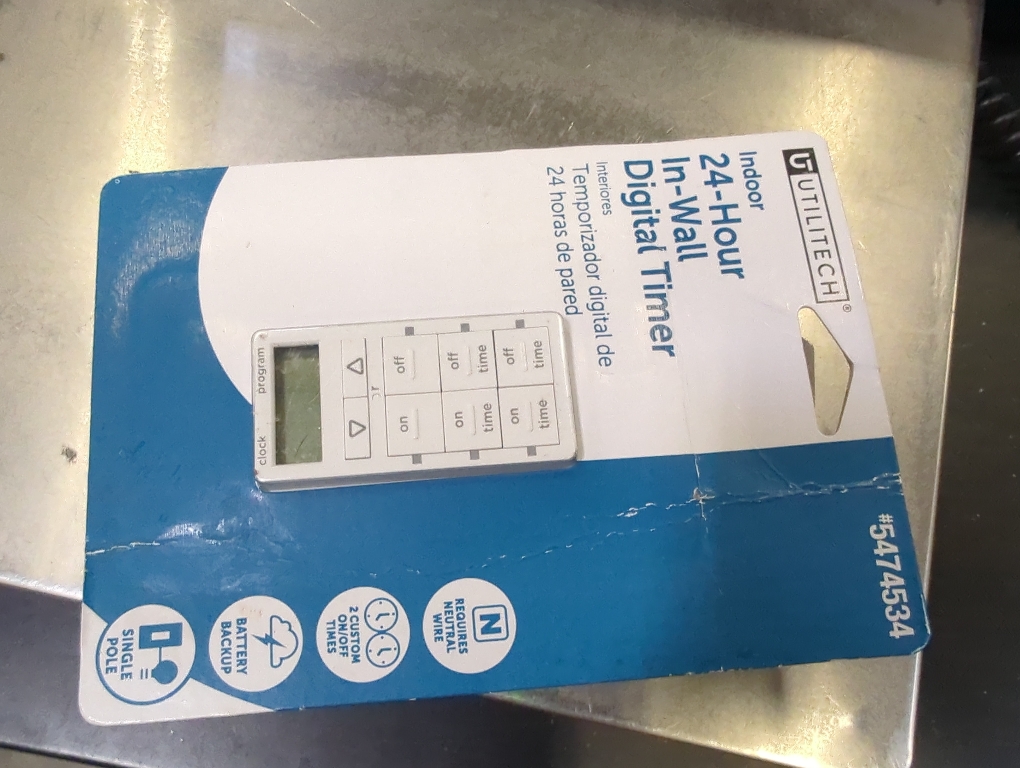 UT UTILITECH®
#5474534
Indoor
24-Hour
In-Wall
Digital Timer
Interiores
Temporizador digital de
24 horas de pared
N
REQUIRES
NEUTRAL
WIRE
2 CUSTOM
ON/OFF
TIMES
BATTERY
BACKUP
SINGLE
POLE
clock program
on off
on off
time time
on off
time time